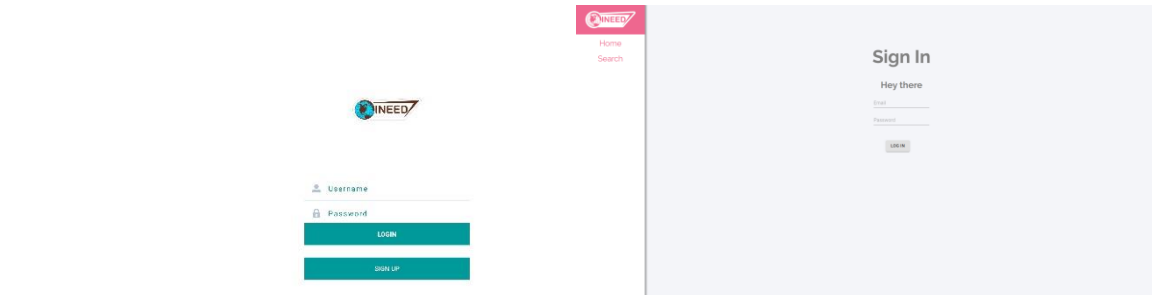 INEED
Username
Password
LOGIN
SIGN UP
INEED
Home
Search
Sign In
Hey there
Email
Password
LOG IN